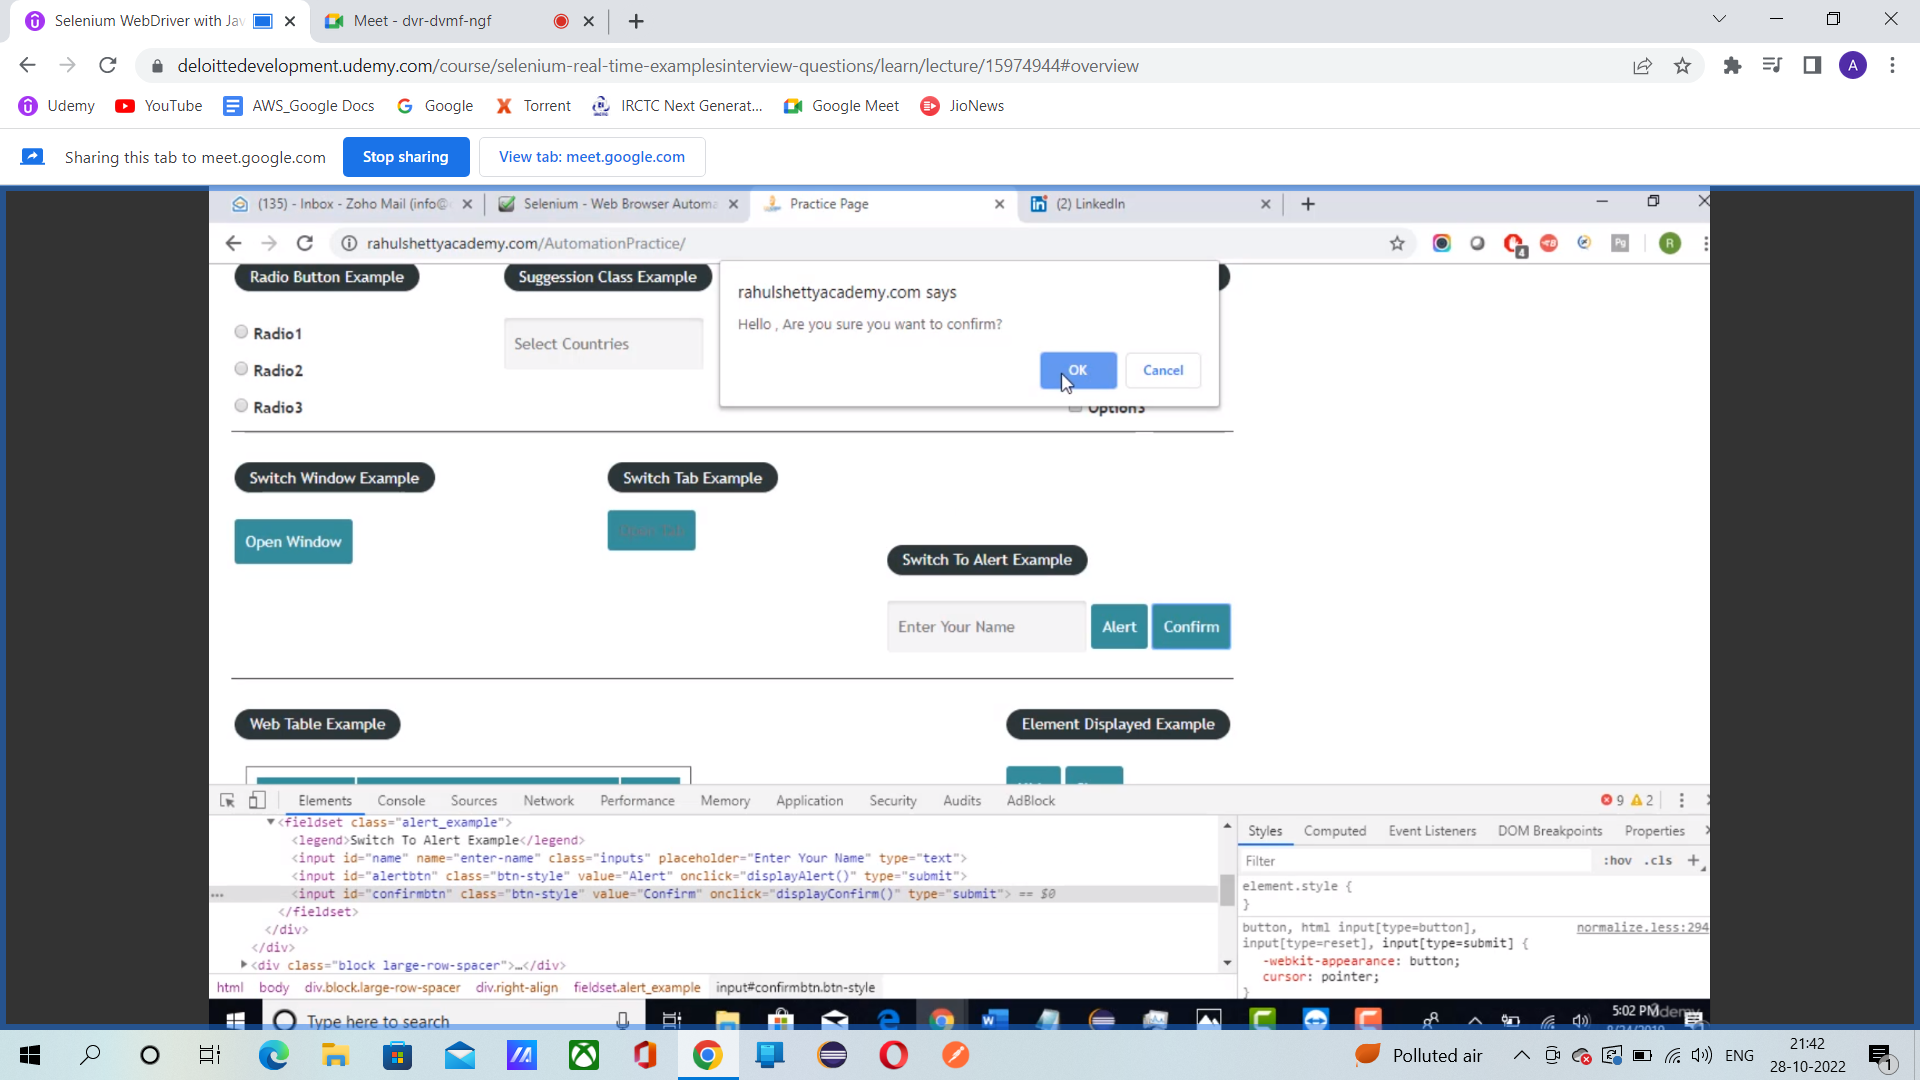 Selenium WebDriver with Jav
Meet - dvr-dvmf-ngf
deloittedevelopment.udemy.com/course/selenium-real-time-examplesinterview-questions/learn/lecture/15974944#overview
A
Udemy
YouTube
AWS_Google Docs
Google
Torrent
IRCTC Next Generat...
Google Meet
JioNews
Sharing this tab to meet.google.com
Stop sharing
View tab: meet.google.com
(135) - Inbox - Zoho Mail (info@
Selenium - Web Browser Automa
Practice Page
(2) LinkedIn
rahulshettyacademy.com/AutomationPractice/
4
Pg
R
Radio Button Example
Suggession Class Example
rahulshettyacademy.com says
Hello , Are you sure you want to confirm?
OK
Cancel
Radio1
Radio2
Radio3
Select Countries
Option3
Switch Window Example
Switch Tab Example
Open Window
Open Tab
Switch To Alert Example
Enter Your Name
Alert
Confirm
Web Table Example
Element Displayed Example
Elements
Console
Sources
Network
Performance
Memory
Application
Security
Audits
AdBlock
9
2
<fieldset class="alert_example">
<legend>Switch To Alert Example</legend>
<input id="name" name="enter-name" class="inputs" placeholder="Enter Your Name" type="text">
<input id="alertbtn" class="btn-style" value="Alert" onclick="displayAlert()" type="submit">
<input id="confirmbtn" class="btn-style" value="Confirm" onclick="displayConfirm()" type="submit"> == $0
</fieldset>
</div>
</div>
<div class="block large-row-spacer">…</div>
html body div.block.large-row-spacer div.right-align fieldset.alert_example input#confirmbtn.btn-style
Styles
Computed
Event Listeners
DOM Breakpoints
Properties
Filter
:hov .cls +
element.style {
}
button, html input[type=button], normalize.less:294
input[type=reset], input[type=submit] {
-webkit-appearance: button;
cursor: pointer;
}
Type here to search
5:02 PM
Polluted air
ENG
21:42
28-10-2022
1